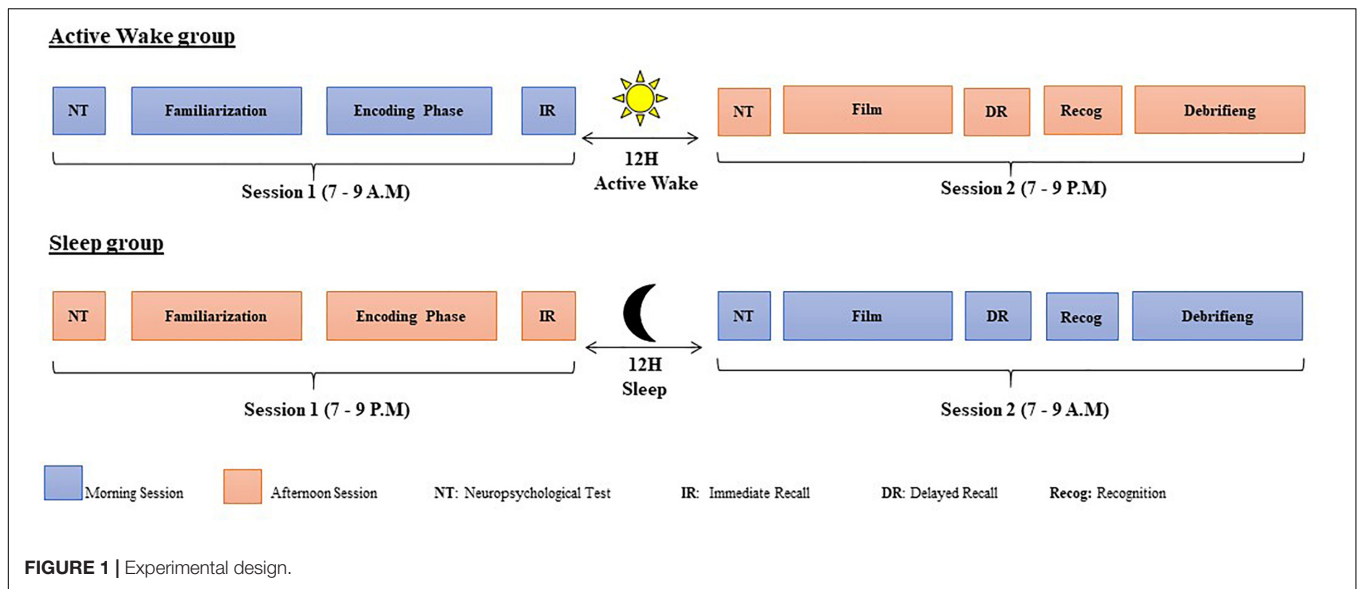 Active Wake group
NT Familiarization Encoding Phase IR NT Film DR Recog Debrifieng
12H
Active Wake
Session 1 (7 - 9 A.M) Session 2 (7 - 9 P.M)
Sleep group
NT Familiarization Encoding Phase IR NT Film DR Recog Debrifieng
12H
Sleep
Session 1 (7 - 9 P.M) Session 2 (7 - 9 A.M)
Morning Session Afternoon Session NT: Neuropsychological Test IR: Immediate Recall DR: Delayed Recall Recog: Recognition
FIGURE 1 | Experimental design.